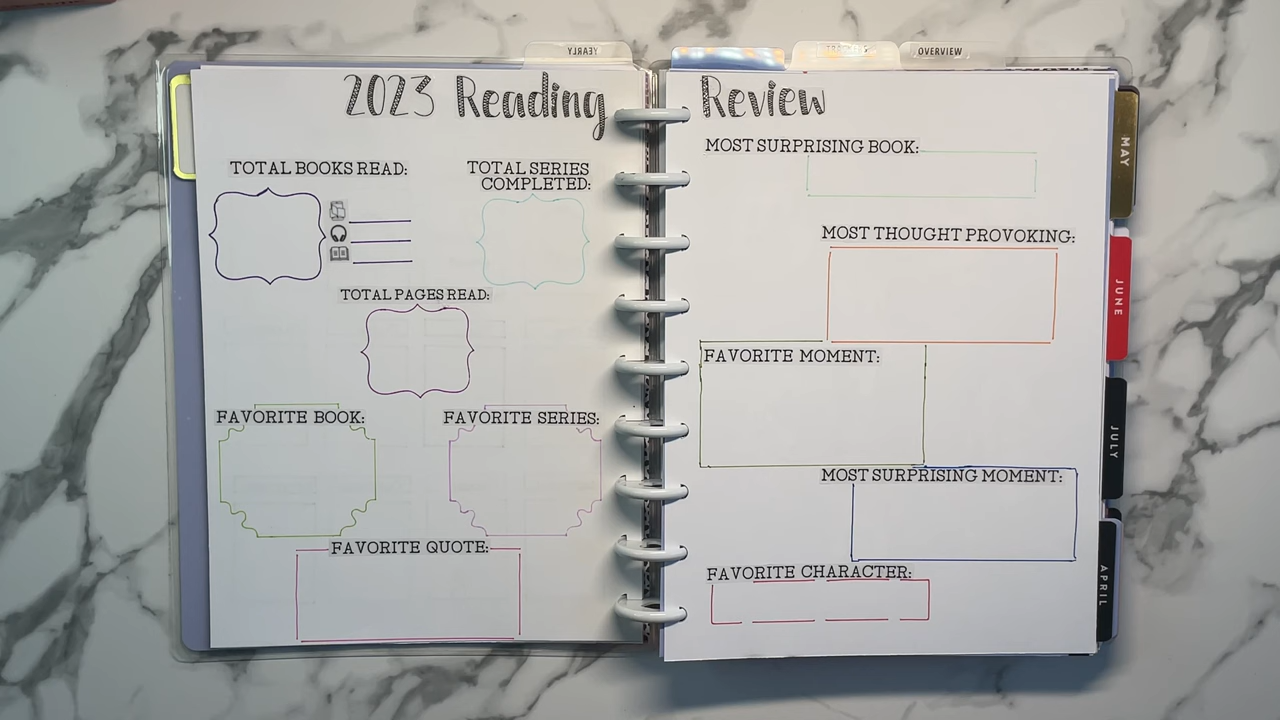 YEARLY
OVERVIEW
2023 Reading Review
TOTAL BOOKS READ:
TOTAL SERIES
COMPLETED:
TOTAL PAGES READ:
FAVORITE BOOK:
FAVORITE SERIES:
FAVORITE QUOTE:
MOST SURPRISING BOOK:
MOST THOUGHT PROVOKING:
FAVORITE MOMENT:
MOST SURPRISING MOMENT:
FAVORITE CHARACTER:
MAY
JUNE
JULY
APRIL